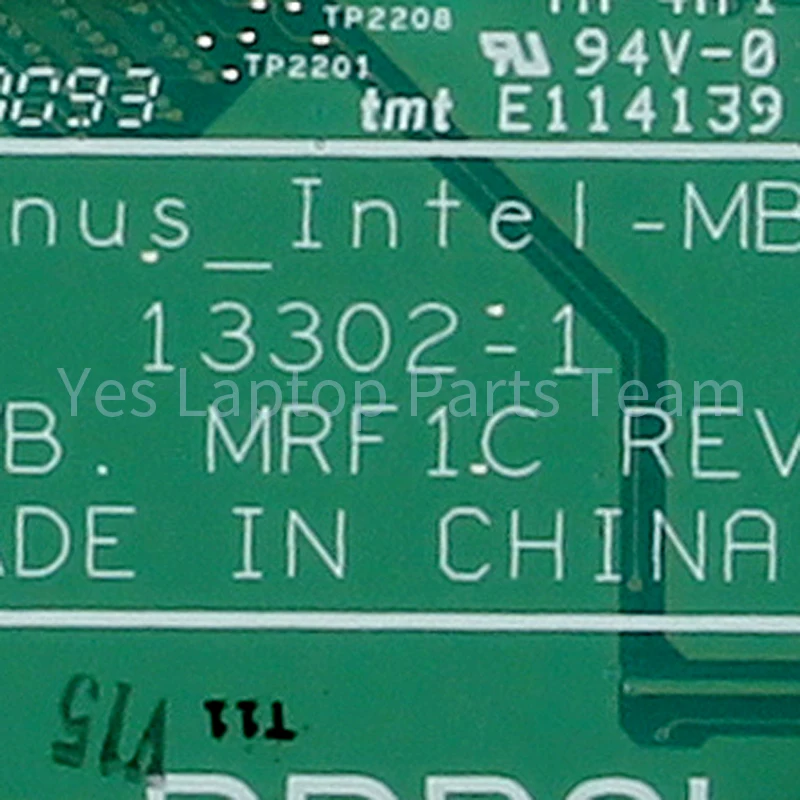 TP2208
94V-0
TP2201
tmt E114139
nus_Intel-MB
13302-1
Yes Laptop Parts Team
B. MRF1C REV
ADE IN CHINA
V15
T11